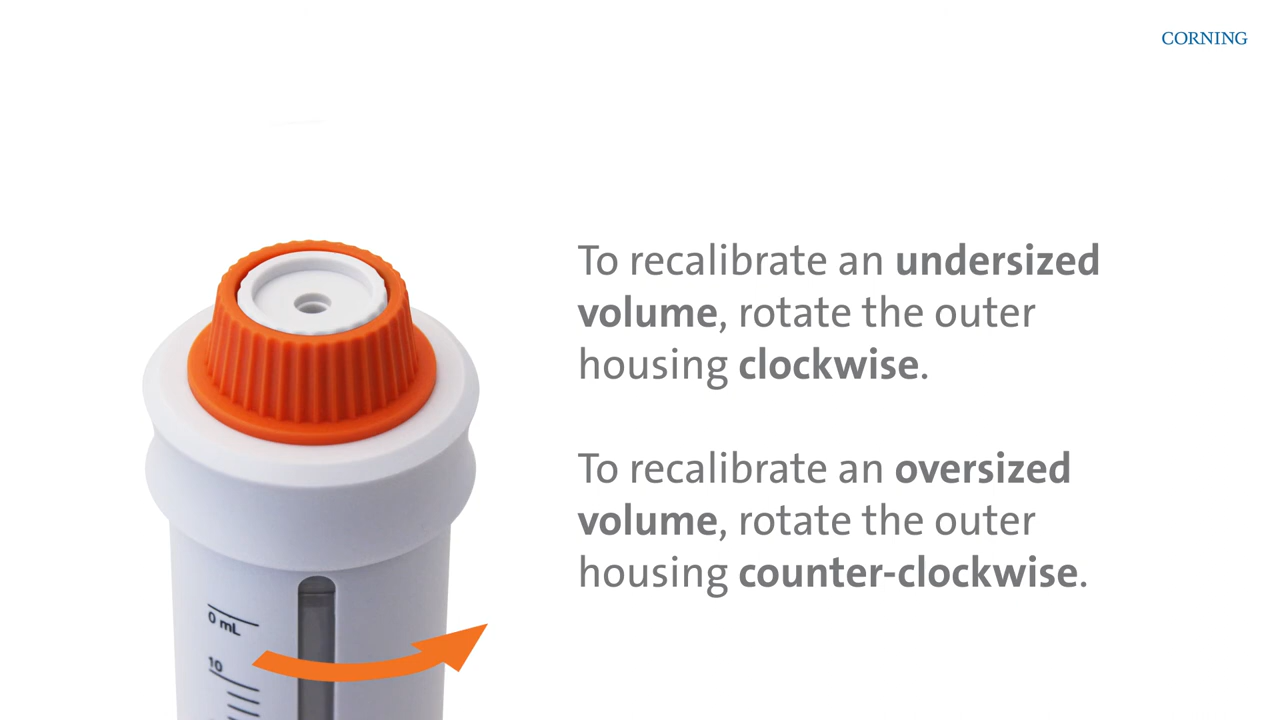 CORNING
To recalibrate an undersized
volume, rotate the outer
housing clockwise.
To recalibrate an oversized
volume, rotate the outer
housing counter-clockwise.
0 mL
10